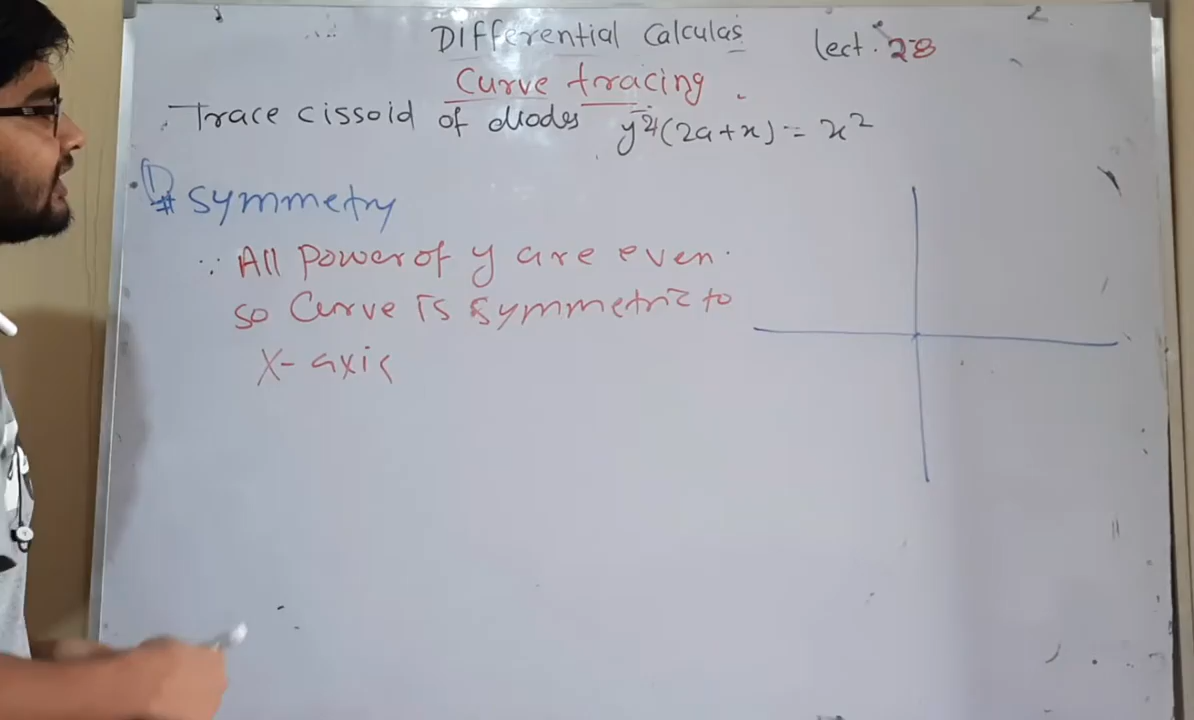 Differential Calculas
lect. 28
Curve tracing.
Trace cissoid of diodes y²(2a+x) = x²
① # symmetry
∵ All Power of y are even.
so Curve is symmetric to
X-axis